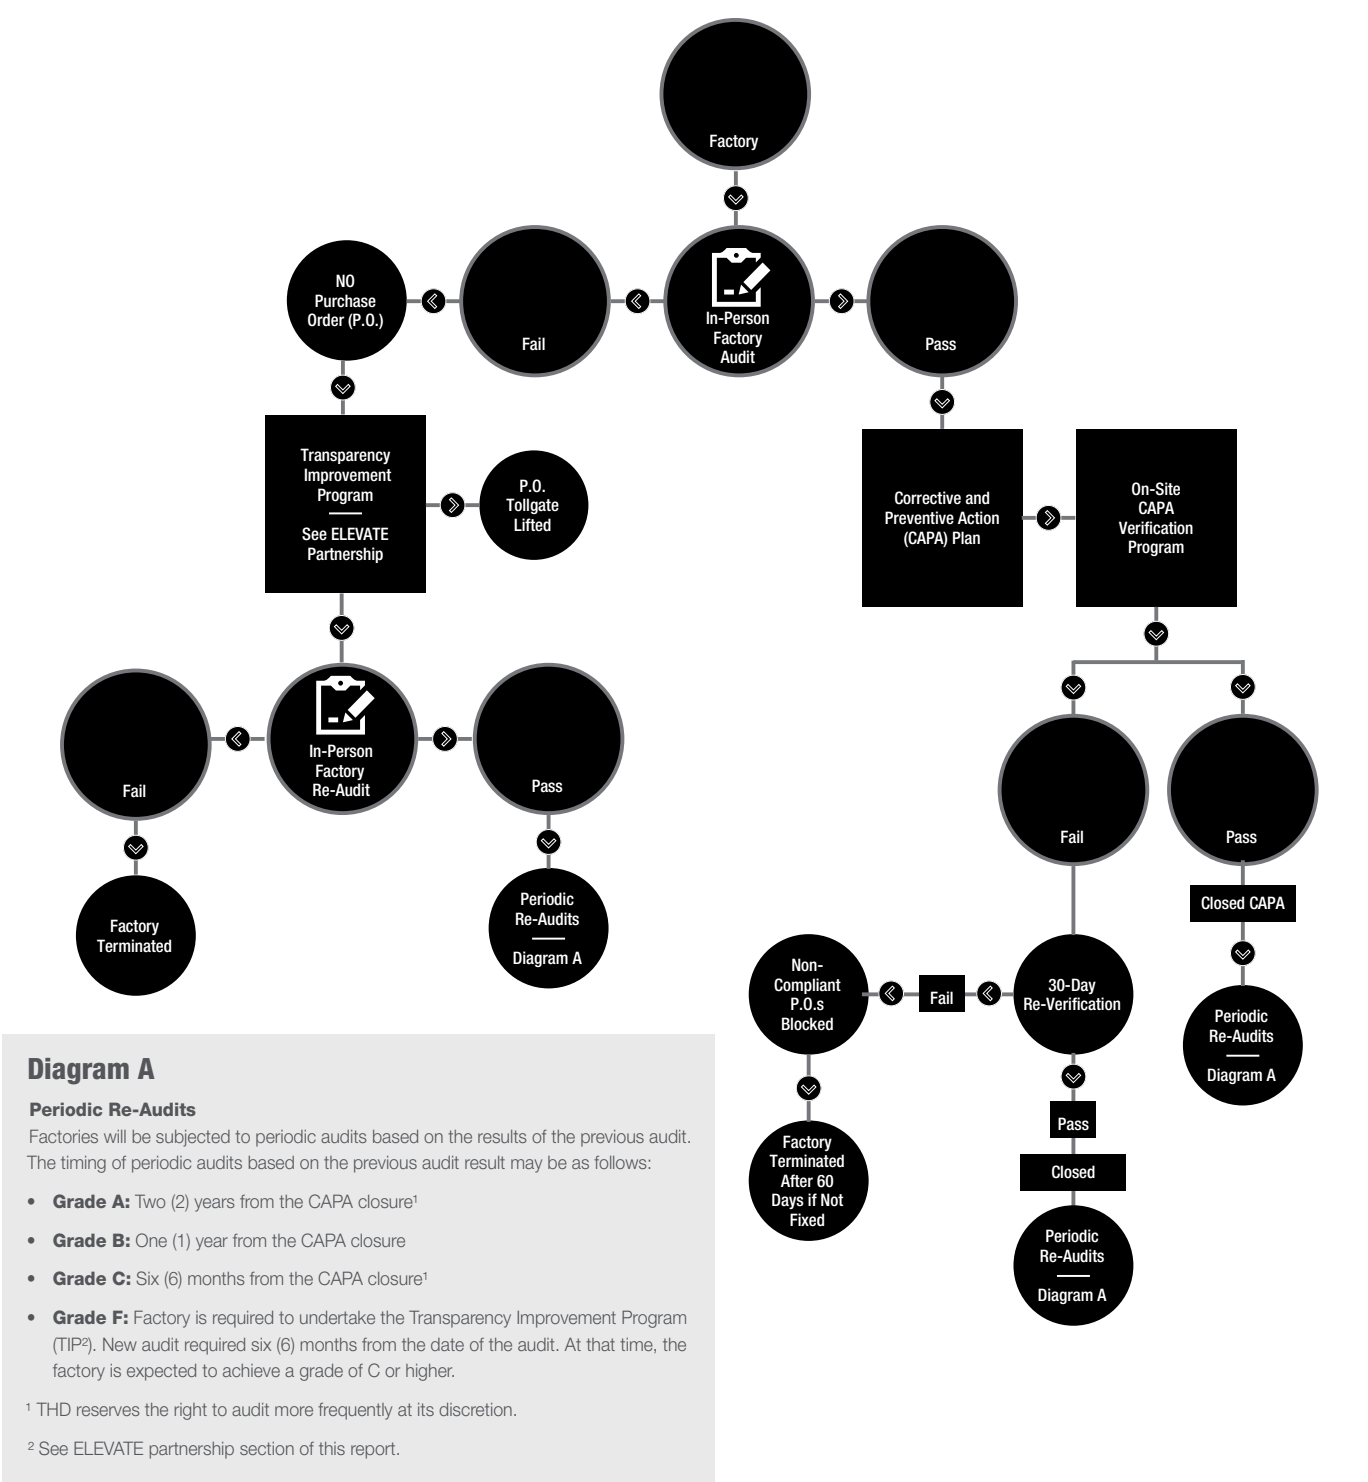 Factory
NO
Purchase
Order (P.O.)
Fail
In-Person
Factory
Audit
Pass
Transparency
Improvement
Program
See ELEVATE
Partnership
P.O.
Tollgate
Lifted
Corrective and
Preventive Action
(CAPA) Plan
On-Site
CAPA
Verification
Program
Fail
In-Person
Factory
Re-Audit
Pass
Fail
Pass
Factory
Terminated
Periodic
Re-Audits
Diagram A
Closed CAPA
Non-
Compliant
P.O.s
Blocked
Fail
30-Day
Re-Verification
Periodic
Re-Audits
Diagram A
Pass
Closed
Factory
Terminated
After 60
Days if Not
Fixed
Periodic
Re-Audits
Diagram A
Diagram A
Periodic Re-Audits
Factories will be subjected to periodic audits based on the results of the previous audit.
The timing of periodic audits based on the previous audit result may be as follows:
• Grade A: Two (2) years from the CAPA closure¹
• Grade B: One (1) year from the CAPA closure
• Grade C: Six (6) months from the CAPA closure¹
• Grade F: Factory is required to undertake the Transparency Improvement Program
(TIP²). New audit required six (6) months from the date of the audit. At that time, the
factory is expected to achieve a grade of C or higher.
¹ THD reserves the right to audit more frequently at its discretion.
² See ELEVATE partnership section of this report.